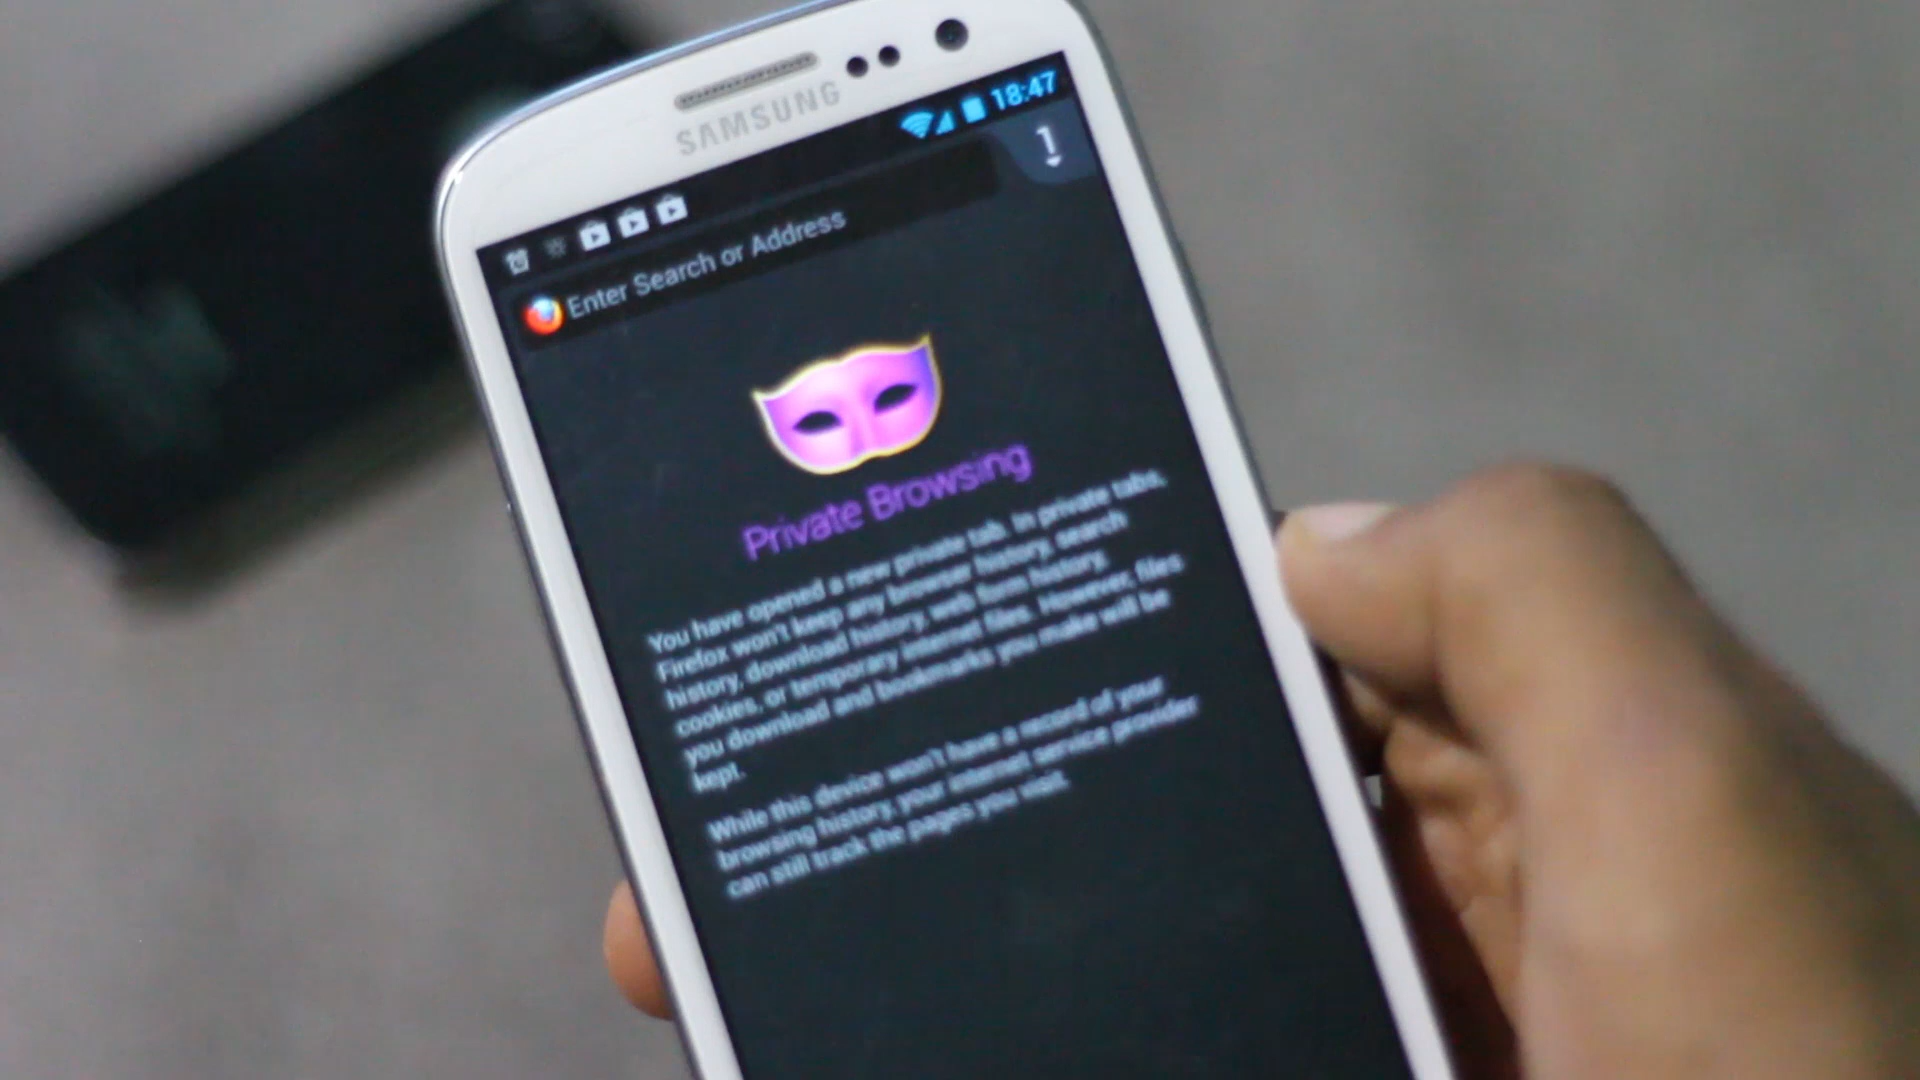 SAMSUNG
18:47
1
Enter Search or Address
Private Browsing
You have opened a new private tab. In private tabs,
Firefox won't keep any browser history, search
history, download history, web form history,
cookies, or temporary internet files. However, files
you download and bookmarks you make will be
kept.
While this device won't have a record of your
browsing history, your internet service provider
can still track the pages you visit.